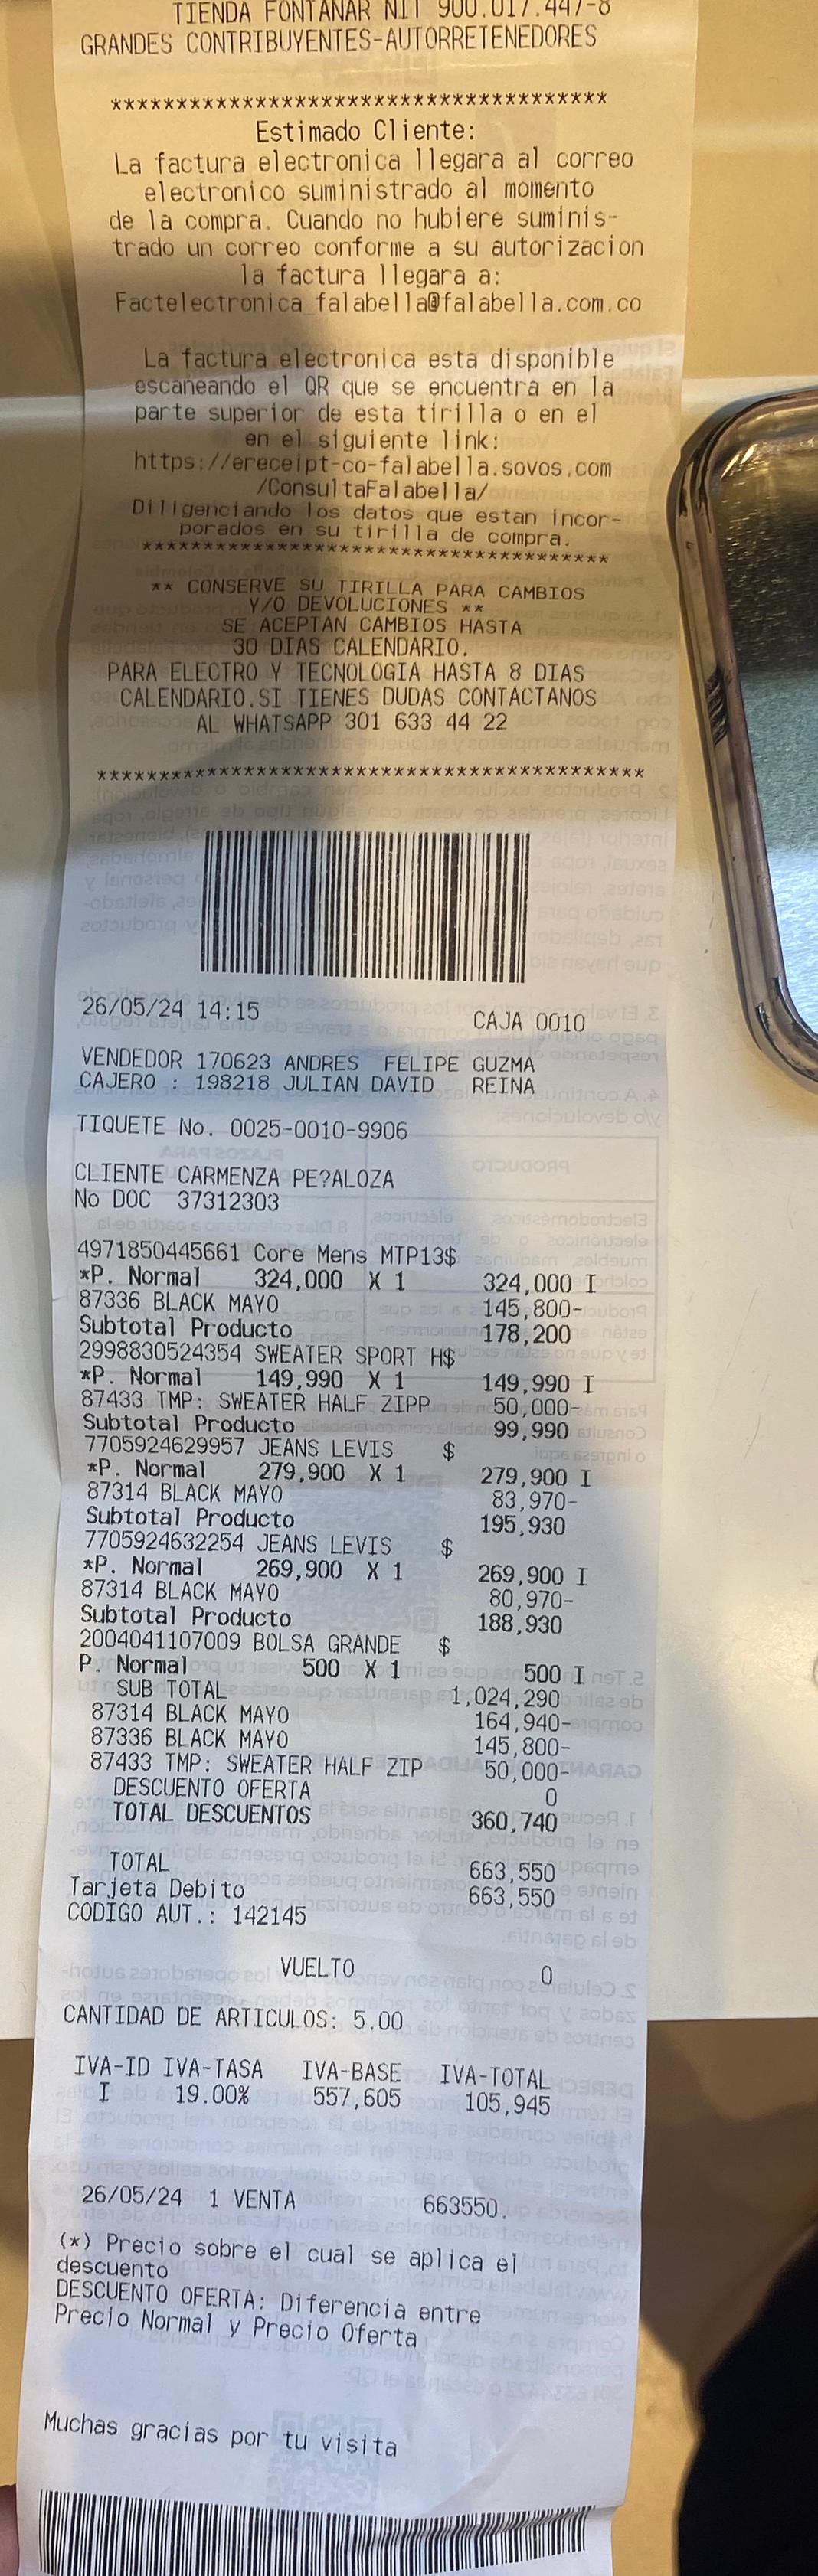 TIENDA FONTANAR NIT 900.017.447-8
GRANDES CONTRIBUYENTES-AUTORRETENEDORES
**************************************
Estimado Cliente:
La factura electronica llegara al correo
electronico suministrado al momento
de la compra. Cuando no hubiere suminis-
trado un correo conforme a su autorizacion
la factura llegara a:
Factelectronica_falabella@falabella.com.co
La factura electronica esta disponible
escaneando el QR que se encuentra en la
parte superior de esta tirilla o en el
en el siguiente link:
https://ereceipt-co-falabella.sovos.com
/ConsultaFalabella/
Diligenciando los datos que estan incor-
porados en su tirilla de compra.
**************************************
** CONSERVE SU TIRILLA PARA CAMBIOS
Y/O DEVOLUCIONES **
SE ACEPTAN CAMBIOS HASTA
30 DIAS CALENDARIO.
PARA ELECTRO Y TECNOLOGIA HASTA 8 DIAS
CALENDARIO.SI TIENES DUDAS CONTACTANOS
AL WHATSAPP 301 633 44 22
********************************************
26/05/24 14:15 CAJA 0010
VENDEDOR 170623 ANDRES FELIPE GUZMA
CAJERO : 198218 JULIAN DAVID REINA
TIQUETE No. 0025-0010-9906
CLIENTE CARMENZA PE?ALOZA
No DOC 37312303
4971850445661 Core Mens MTP13$
*P. Normal 324,000 X 1 324,000 I
87336 BLACK MAYO 145,800-
Subtotal Producto 178,200
2998830524354 SWEATER SPORT H$
*P. Normal 149,990 X 1 149,990 I
87433 TMP: SWEATER HALF ZIPP 50,000-
Subtotal Producto 99,990
7705924629957 JEANS LEVIS $
*P. Normal 279,900 X 1 279,900 I
87314 BLACK MAYO 83,970-
Subtotal Producto 195,930
7705924632254 JEANS LEVIS $
*P. Normal 269,900 X 1 269,900 I
87314 BLACK MAYO 80,970-
Subtotal Producto 188,930
2004041107009 BOLSA GRANDE $
P. Normal 500 X 1 500 I
SUB TOTAL 1,024,290
87314 BLACK MAYO 164,940-
87336 BLACK MAYO 145,800-
87433 TMP: SWEATER HALF ZIP 50,000-
DESCUENTO OFERTA 0
TOTAL DESCUENTOS 360,740
TOTAL 663,550
Tarjeta Debito 663,550
CODIGO AUT.: 142145
VUELTO 0
CANTIDAD DE ARTICULOS: 5.00
IVA-ID IVA-TASA IVA-BASE IVA-TOTAL
I 19.00% 557,605 105,945
26/05/24 1 VENTA 663550.
(*) Precio sobre el cual se aplica el
descuento
DESCUENTO OFERTA: Diferencia entre
Precio Normal y Precio Oferta
Muchas gracias por tu visita